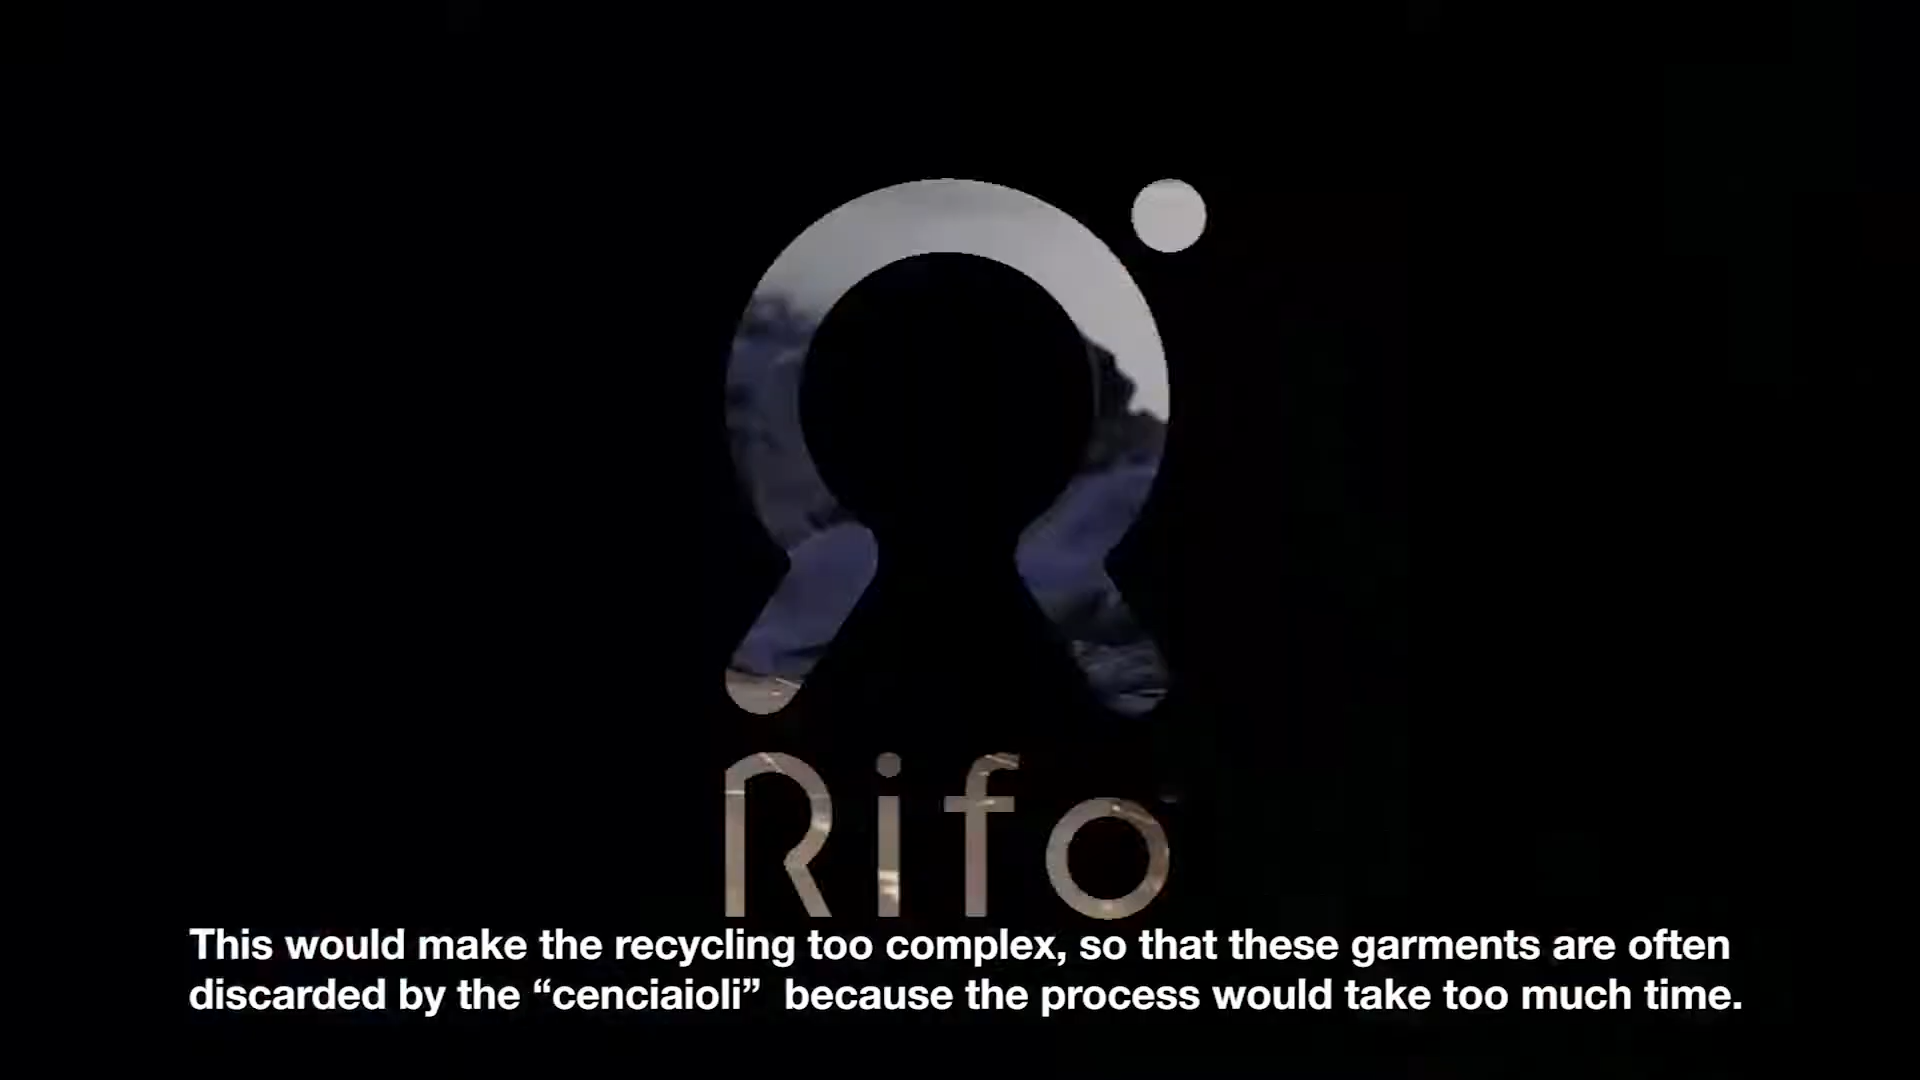 Rifo
This would make the recycling too complex, so that these garments are often
discarded by the “cenciaioli”  because the process would take too much time.